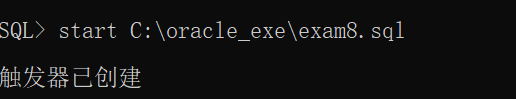 SQL> start C:\oracle_exe\exam8.sql
触发器已创建